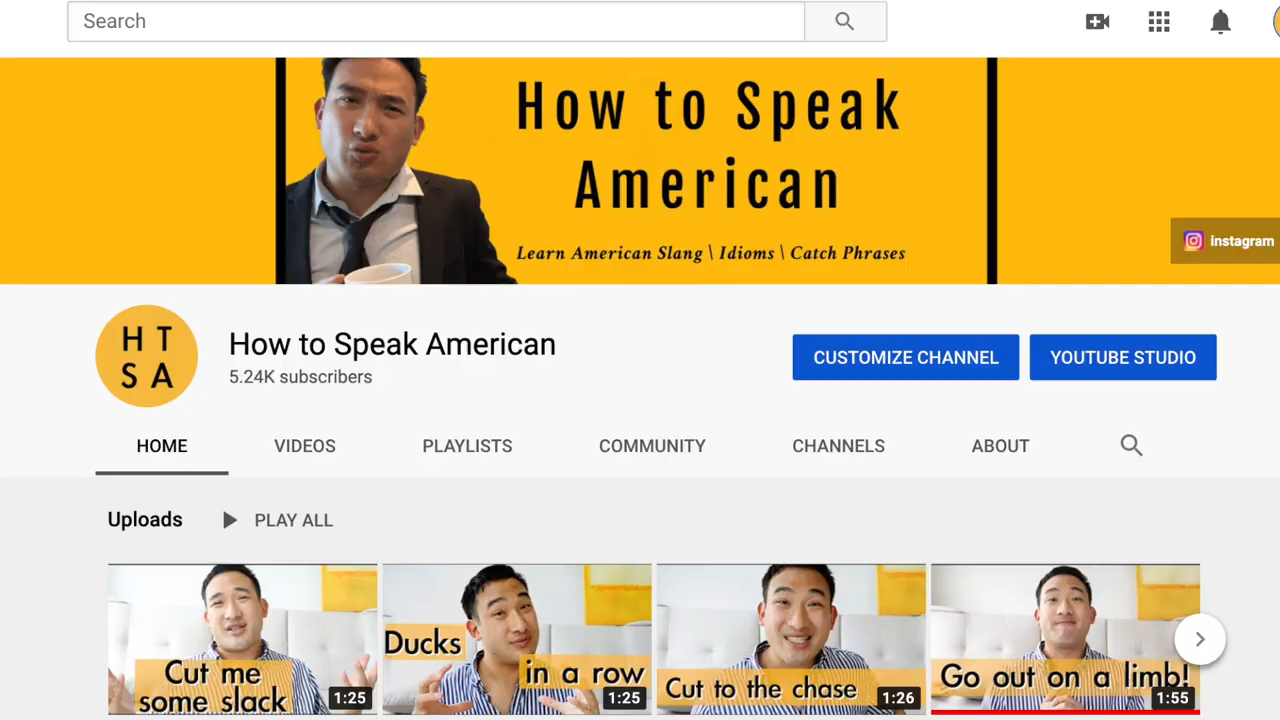 Search
How to Speak
American
Learn American Slang \ Idioms \ Catch Phrases
instagram
H T
S A
How to Speak American
5.24K subscribers
CUSTOMIZE CHANNEL
YOUTUBE STUDIO
HOME
VIDEOS
PLAYLISTS
COMMUNITY
CHANNELS
ABOUT
Uploads
PLAY ALL
Cut me
some slack
1:25
Ducks
in a row
1:25
Cut to the chase
1:26
Go out on a limb!
1:55